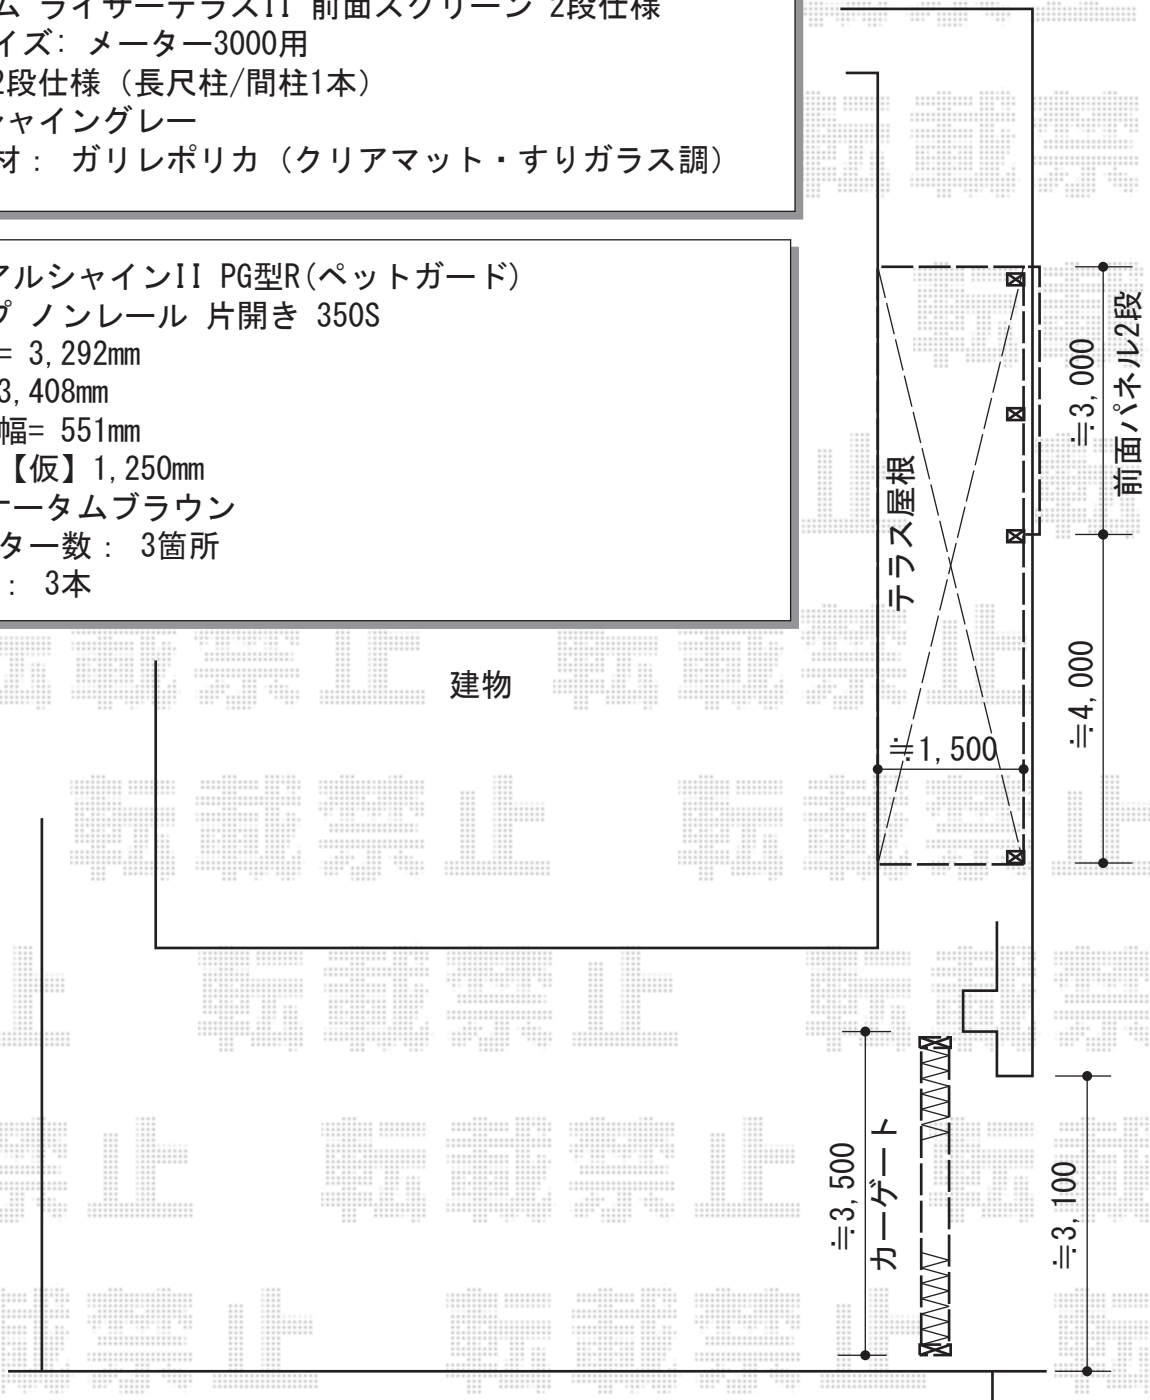 ム ライザーテラスII 前面スクリーン 2段仕様
イズ: メーター3000用
2段仕様 (長尺柱/間柱1本)
シャイングレー
材: ガリレポリカ (クリアマット・すりガラス調)
アルシャインII PG型R(ペットガード)
プ ノンレール 片開き 350S
= 3,292mm
3,408mm
幅= 551mm
【仮】1,250mm
オータムブラウン
ター数: 3箇所
: 3本
建物
テラス屋根
≒1,500
≒3,000
前面パネル2段
≒4,000
≒3,500
カーゲート
≒3,100
転載禁止